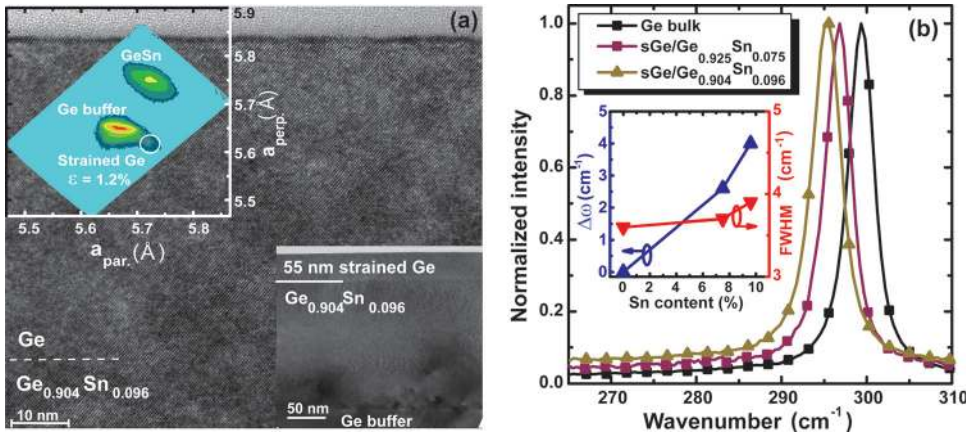 (a)
5.9
5.8
5.7
5.6
5.5
a perp. (Å)
GeSn
Ge buffer
Strained Ge
ε = 1.2%
5.5 5.6 5.7 5.8
a par. (Å)
55 nm strained Ge
Ge0.904Sn0.096
50 nm
Ge buffer
Ge
Ge0.904Sn0.096
10 nm
(b)
Ge bulk
sGe/Ge0.925Sn0.075
sGe/Ge0.904Sn0.096
Normalized intensity
1.0
0.8
0.6
0.4
0.2
0.0
270 280 290 300 310
Wavenumber (cm-1)
Δω (cm-1)
5
4
3
2
1
0
0 2 4 6 8 10
Sn content (%)
5
4
3
FWHM (cm-1)